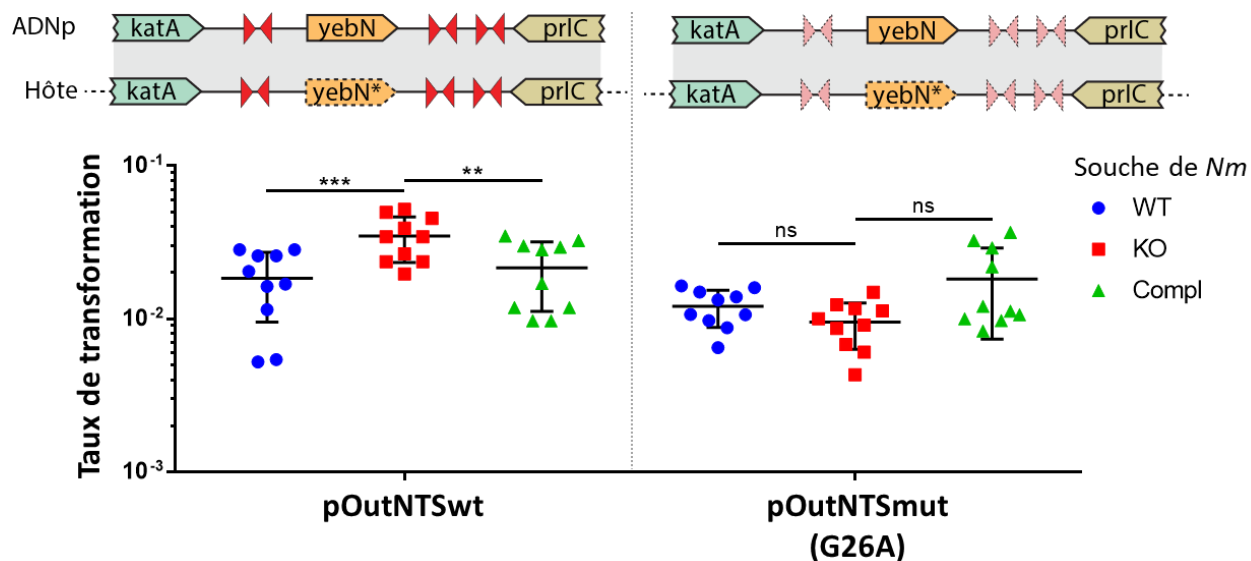 ADNp katA yebN prlC katA yebN prlC
Hôte katA yebN* prlC katA yebN* prlC
Taux de transformation
10-1
10-2
10-3
*** **
ns ns
Souche de Nm
WT
KO
Compl
pOutNTSwt pOutNTSmut
(G26A)